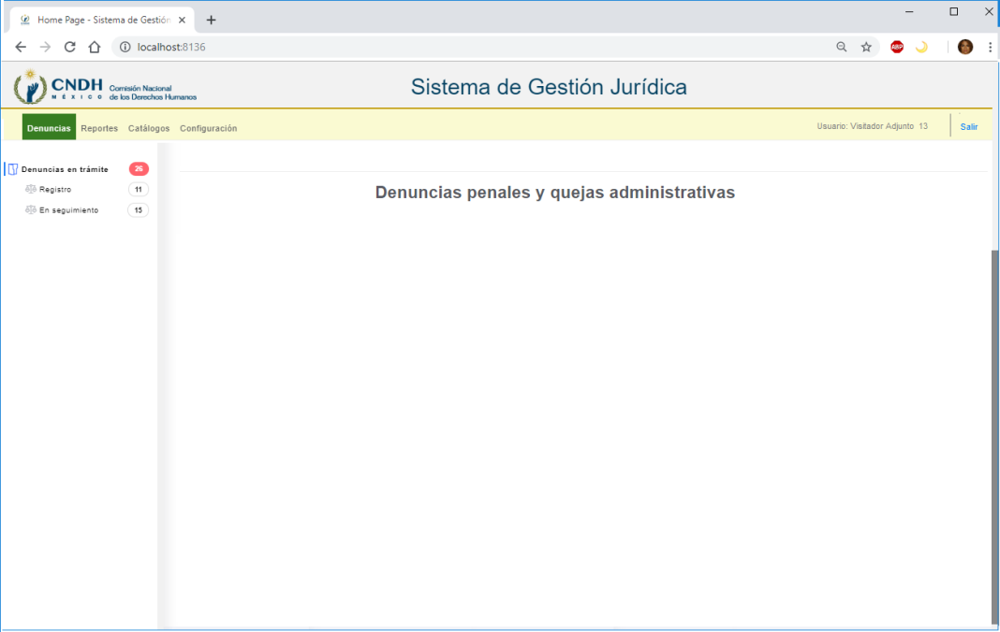 Home Page - Sistema de Gestión
localhost:8136
ABP
CNDH
MÉXICO
Comisión Nacional
de los Derechos Humanos
Sistema de Gestión Jurídica
Denuncias Reportes Catálogos Configuración
Usuario: Visitador Adjunto 13
Salir
Denuncias en trámite 26
Registro 11
En seguimiento 15
Denuncias penales y quejas administrativas